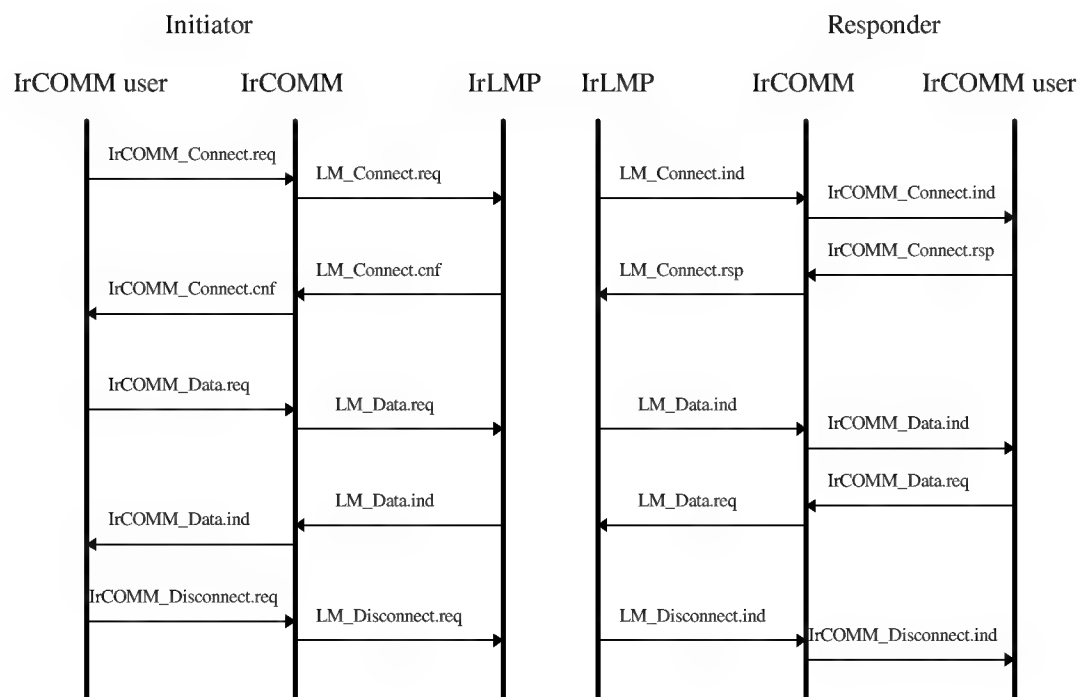 Initiator Responder
IrCOMM user IrCOMM IrLMP IrLMP IrCOMM IrCOMM user
IrCOMM_Connect.req
LM_Connect.req LM_Connect.ind
IrCOMM_Connect.ind
IrCOMM_Connect.rsp
LM_Connect.cnf LM_Connect.rsp
IrCOMM_Connect.cnf
IrCOMM_Data.req
LM_Data.req LM_Data.ind
IrCOMM_Data.ind
IrCOMM_Data.req
LM_Data.ind LM_Data.req
IrCOMM_Data.ind
IrCOMM_Disconnect.req
LM_Disconnect.req LM_Disconnect.ind
IrCOMM_Disconnect.ind